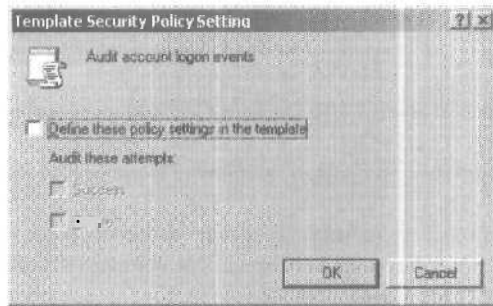 Template Security Policy Setting
Audit account logon events
Define these policy settings in the template
Audit these attempts:
Success
OK
Cancel